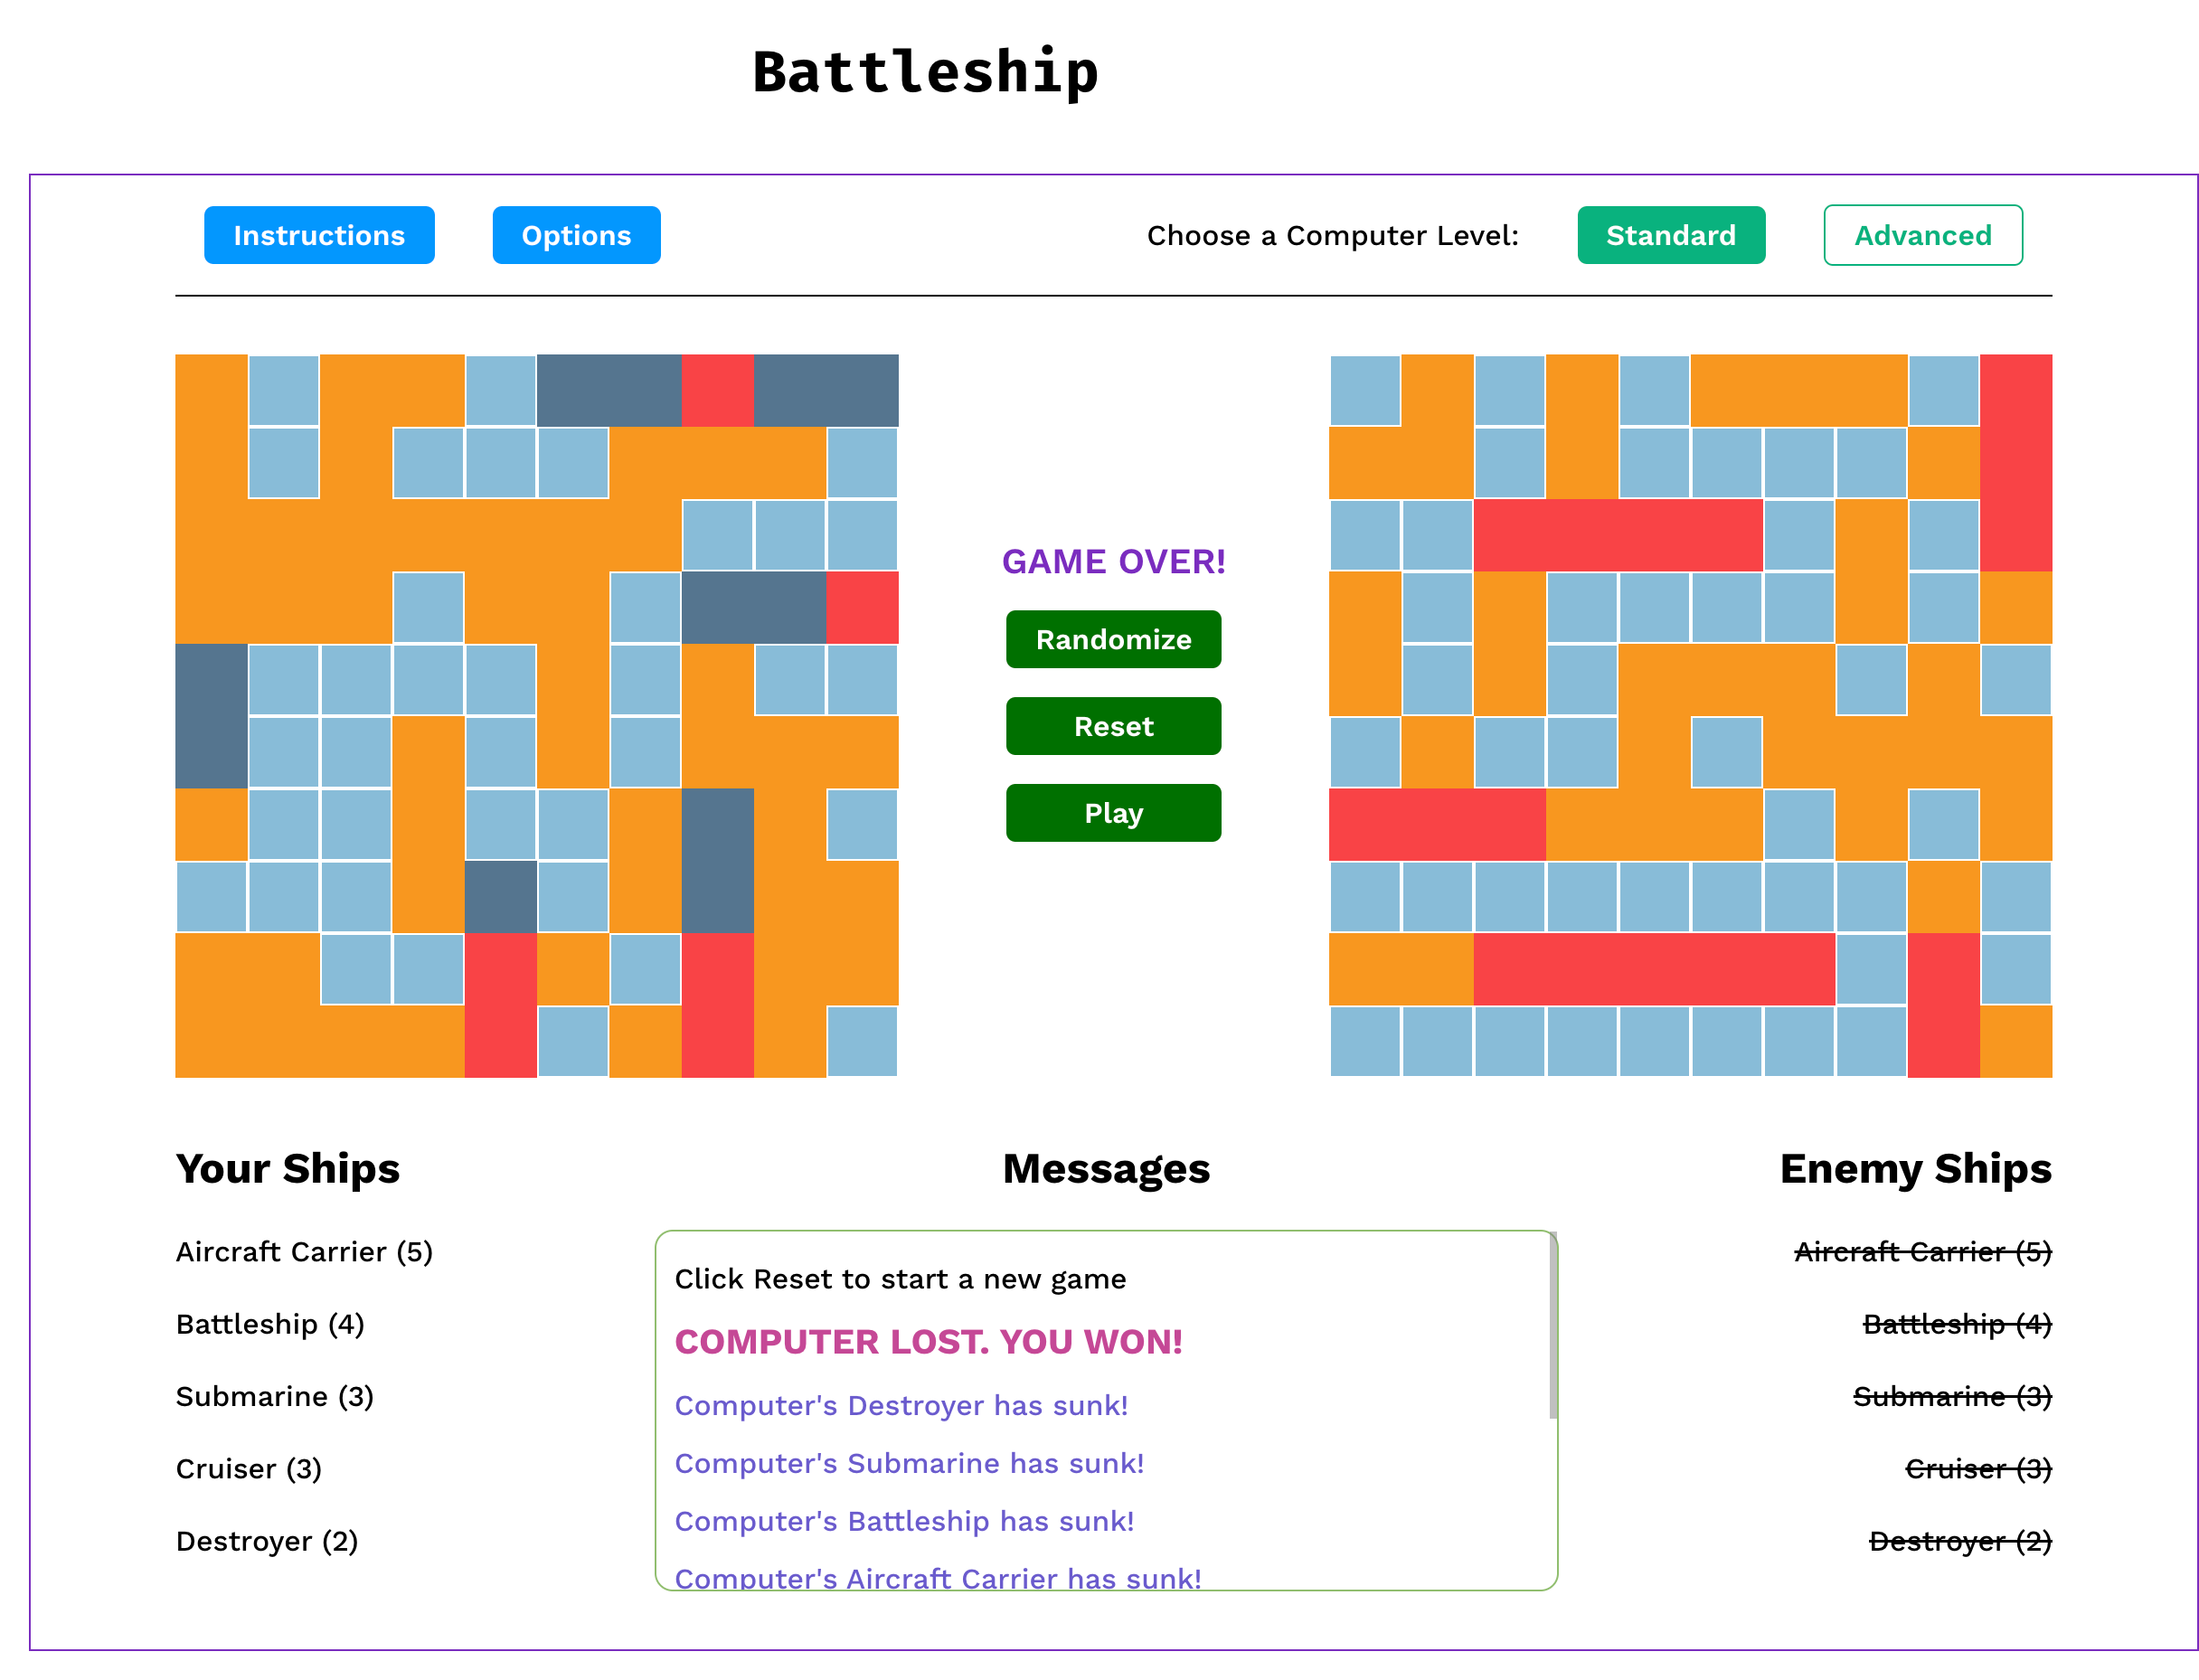 Battleship
Instructions
Options
Choose a Computer Level:
Standard
Advanced
GAME OVER!
Randomize
Reset
Play
Your Ships
Aircraft Carrier (5)
Battleship (4)
Submarine (3)
Cruiser (3)
Destroyer (2)
Messages
Click Reset to start a new game
COMPUTER LOST. YOU WON!
Computer's Destroyer has sunk!
Computer's Submarine has sunk!
Computer's Battleship has sunk!
Computer's Aircraft Carrier has sunk!
Enemy Ships
Aircraft Carrier (5)
Battleship (4)
Submarine (3)
Cruiser (3)
Destroyer (2)